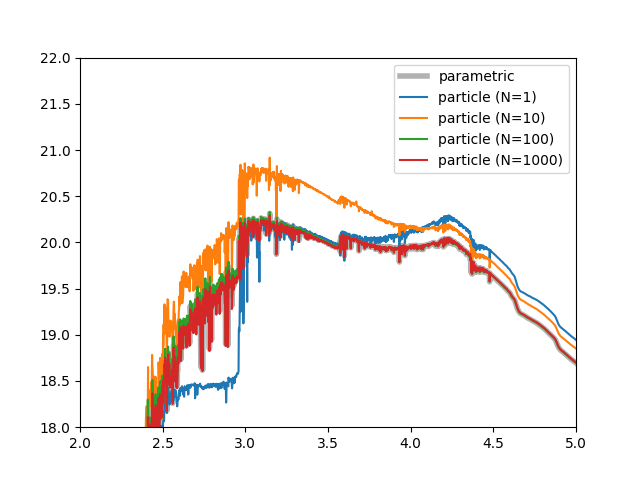 22.0
21.5
21.0
20.5
20.0
19.5
19.0
18.5
18.0
2.0 2.5 3.0 3.5 4.0 4.5 5.0
parametric
particle (N=1)
particle (N=10)
particle (N=100)
particle (N=1000)